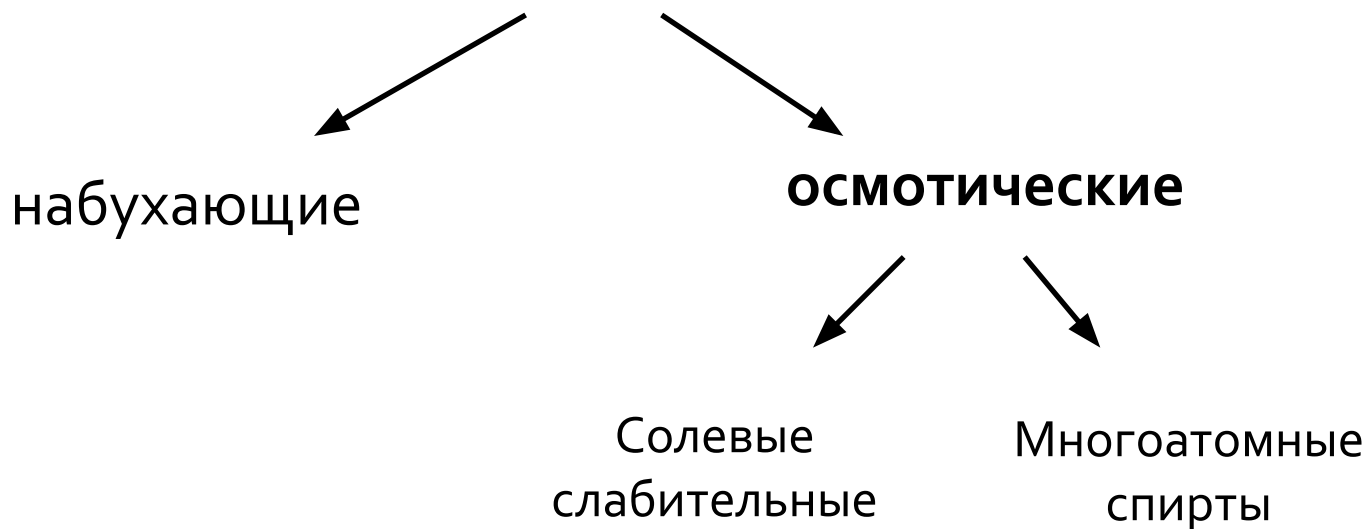 набухающие
осмотические
Солевые
слабительные
Многоатомные
спирты